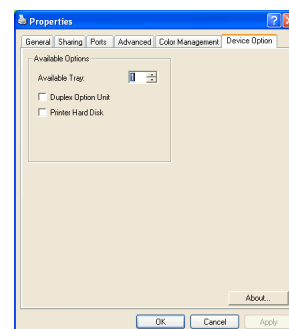 Properties
General Sharing Ports Advanced Color Management Device Option
Available Options
Available Tray: 1
Duplex Option Unit
Printer Hard Disk
About...
OK Cancel Apply